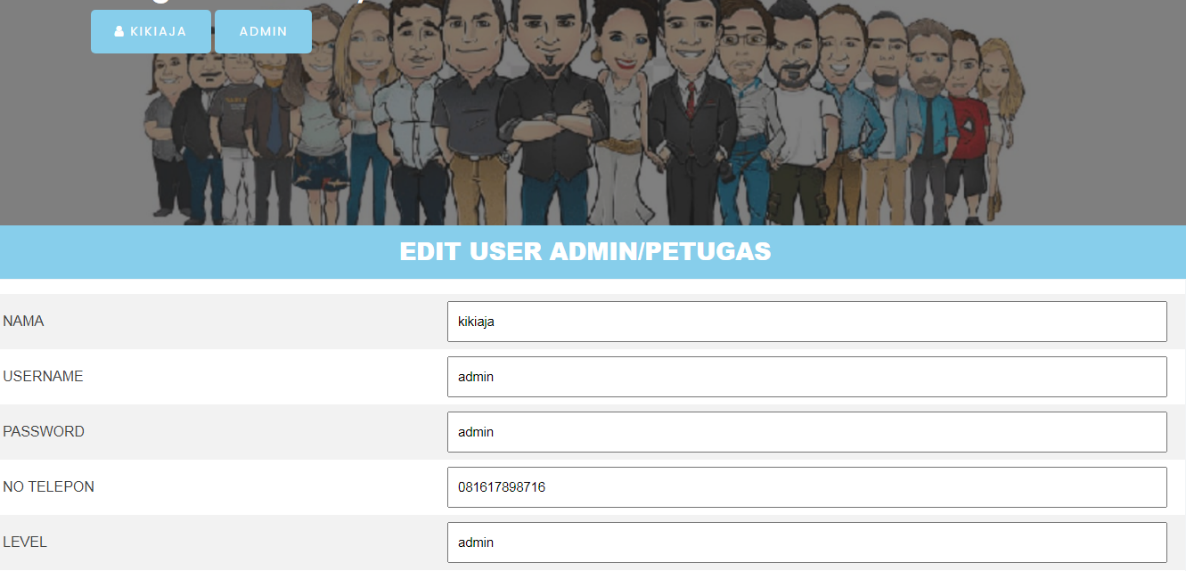 KIKIAJA ADMIN
EDIT USER ADMIN/PETUGAS
NAMA kikiaja
USERNAME admin
PASSWORD admin
NO TELEPON 081617898716
LEVEL admin